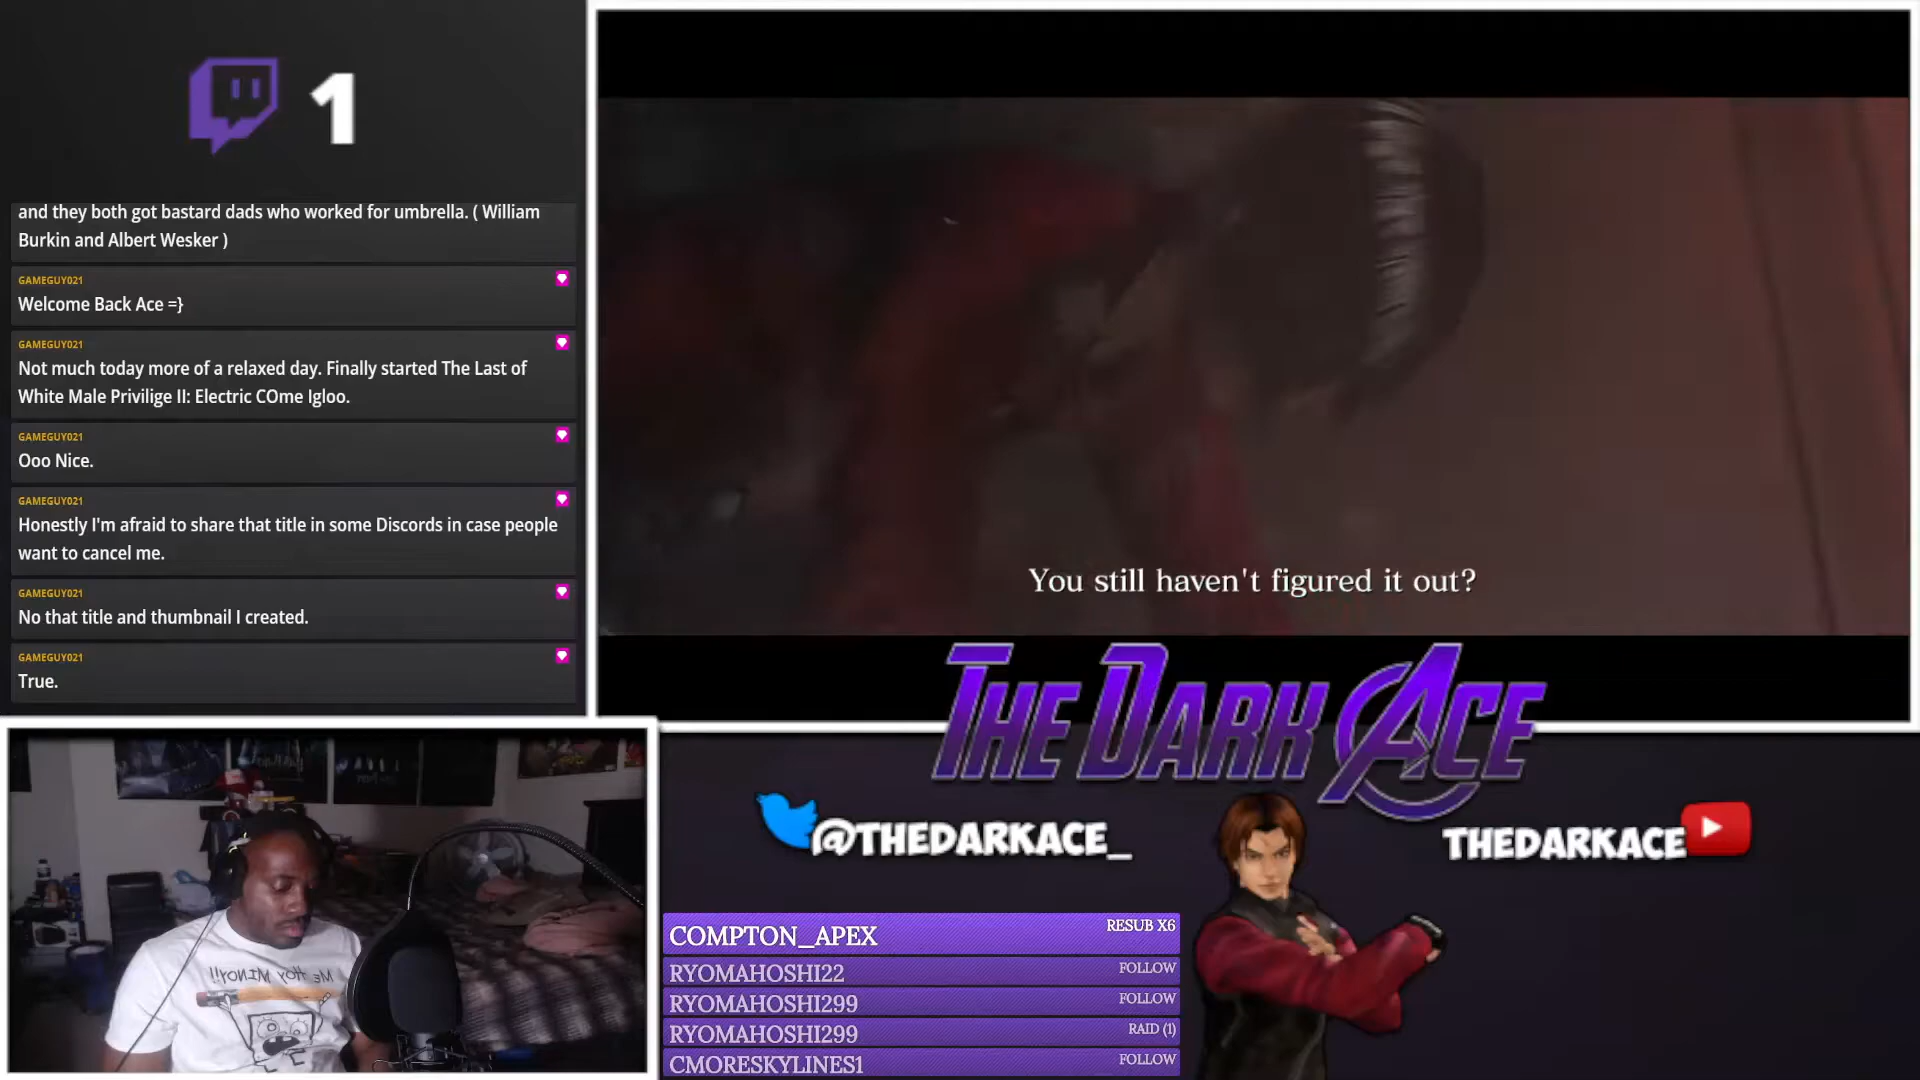 1
and they both got bastard dads who worked for umbrella. ( William
Burkin and Albert Wesker )
GAMEGUY021
Welcome Back Ace =}
GAMEGUY021
Not much today more of a relaxed day. Finally started The Last of
White Male Privilige II: Electric COme Igloo.
GAMEGUY021
Ooo Nice.
GAMEGUY021
Honestly I'm afraid to share that title in some Discords in case people
want to cancel me.
GAMEGUY021
No that title and thumbnail I created.
GAMEGUY021
True.
You still haven't figured it out?
THE DARK ACE
@THEDARKACE_
THEDARKACE
COMPTON_APEX RESUB X6
RYOMAHOSHI22 FOLLOW
RYOMAHOSHI299 FOLLOW
RYOMAHOSHI299 RAID (1)
CMORESKYLINES1 FOLLOW
ME HOY MINOY!!